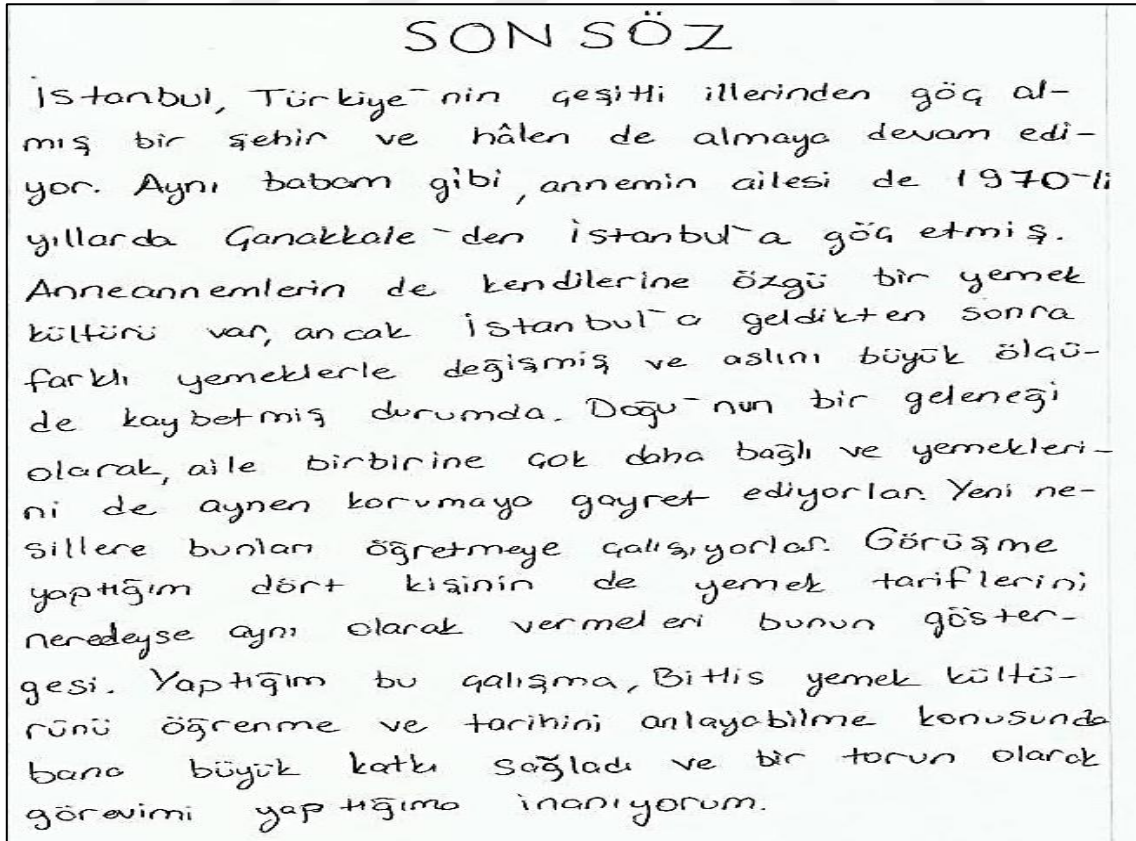 SON SÖZ
İstanbul, Türkiye'nin çeşitli illerinden göç al-
mış bir şehir ve hâlen de almaya devam edi-
yor. Aynı babam gibi, annemin ailesi de 1970'li
yıllarda Çanakkale'den İstanbul'a göç etmiş.
Anneannemlerin de kendilerine özgü bir yemek
kültürü var, ancak İstanbul'a geldikten sonra
farklı yemeklerle değişmiş ve aslını büyük ölçü-
de kaybetmiş durumda. Doğu'nun bir geleneği
olarak, aile birbirine çok daha bağlı ve yemekleri-
ni de aynen korumaya gayret ediyorlar. Yeni ne-
sillere bunları öğretmeye çalışıyorlar. Görüşme
yaptığım dört kişinin de yemek tariflerini
neredeyse aynı olarak vermeleri bunun göster-
gesi. Yaptığım bu çalışma, Bitlis yemek kültü-
rünü öğrenme ve tarihini anlayabilme konusunda
bana büyük katkı sağladı ve bir torun olarak
görevimi yaptığıma inanıyorum.